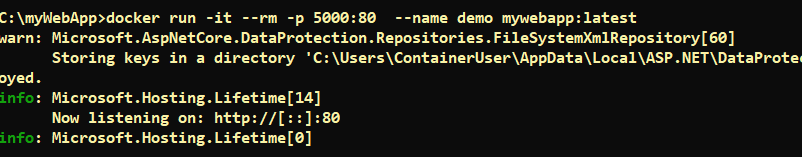 C:\myWebApp>docker run -it --rm -p 5000:80  --name demo mywebapp:latest
warn: Microsoft.AspNetCore.DataProtection.Repositories.FileSystemXmlRepository[60]
      Storing keys in a directory 'C:\Users\ContainerUser\AppData\Local\ASP.NET\DataProtec
oyed.
info: Microsoft.Hosting.Lifetime[14]
      Now listening on: http://[::]:80
info: Microsoft.Hosting.Lifetime[0]